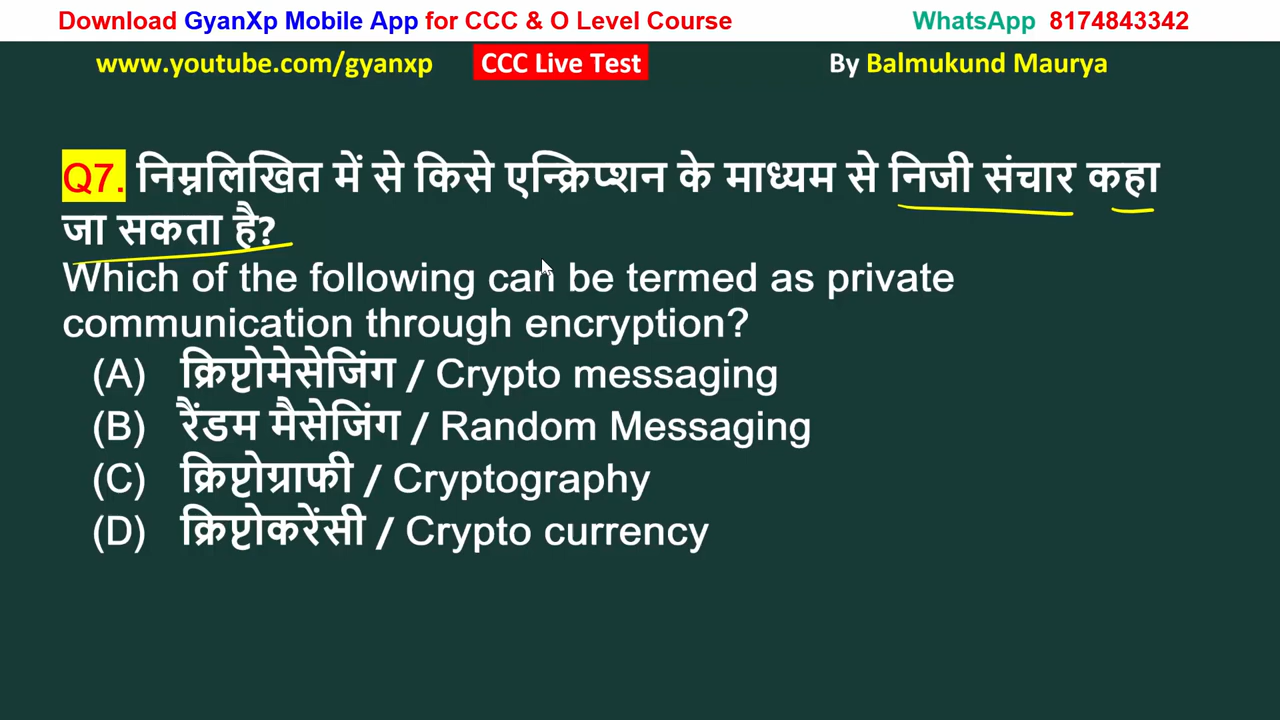 Download GyanXp Mobile App for CCC & O Level Course WhatsApp 8174843342
www.youtube.com/gyanxp CCC Live Test By Balmukund Maurya
Q7. निम्नलिखित में से किसे एन्क्रिप्शन के माध्यम से निजी संचार कहा
जा सकता है?
Which of the following can be termed as private
communication through encryption?
(A) क्रिप्टोमेसेजिंग / Crypto messaging
(B) रैंडम मैसेजिंग / Random Messaging
(C) क्रिप्टोग्राफी / Cryptography
(D) क्रिप्टोकरेंसी / Crypto currency